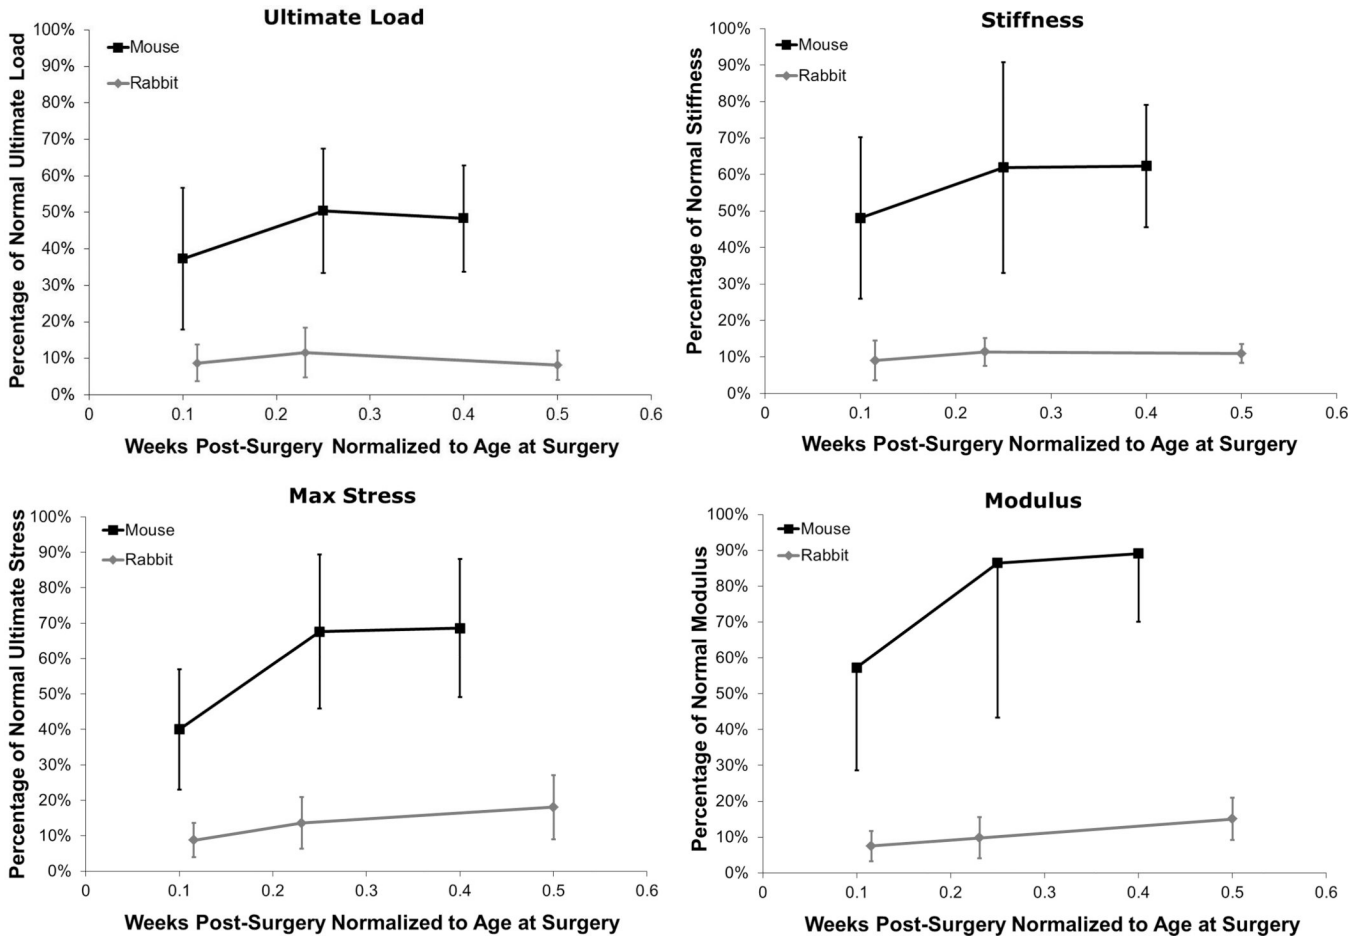 Ultimate Load
Percentage of Normal Ultimate Load
100%
90%
80%
70%
60%
50%
40%
30%
20%
10%
0%
Mouse
Rabbit
0 0.1 0.2 0.3 0.4 0.5 0.6
Weeks Post-Surgery Normalized to Age at Surgery
Stiffness
Percentage of Normal Stiffness
100%
90%
80%
70%
60%
50%
40%
30%
20%
10%
0%
Mouse
Rabbit
0 0.1 0.2 0.3 0.4 0.5 0.6
Weeks Post-Surgery Normalized to Age at Surgery
Max Stress
Percentage of Normal Ultimate Stress
100%
90%
80%
70%
60%
50%
40%
30%
20%
10%
0%
Mouse
Rabbit
0 0.1 0.2 0.3 0.4 0.5 0.6
Weeks Post-Surgery Normalized to Age at Surgery
Modulus
Percentage of Normal Modulus
100%
90%
80%
70%
60%
50%
40%
30%
20%
10%
0%
Mouse
Rabbit
0 0.1 0.2 0.3 0.4 0.5 0.6
Weeks Post-Surgery Normalized to Age at Surgery